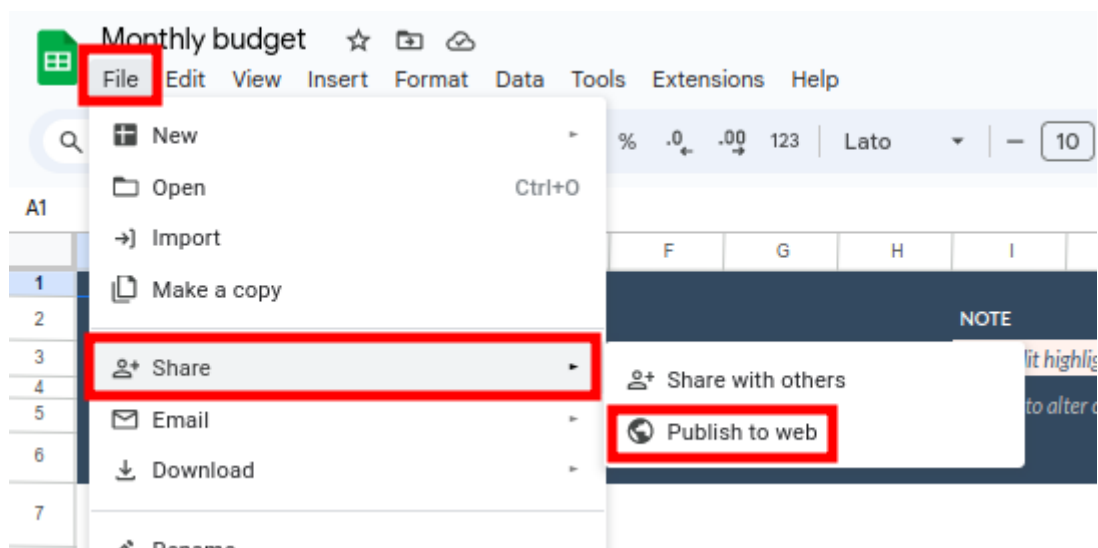 Monthly budget
File Edit View Insert Format Data Tools Extensions Help
New
% .0 .00 123 Lato 10
Open Ctrl+O
A1
Import
F G H I
1
Make a copy
2 NOTE
3
Share
4
Share with others
5
Email
Publish to web
6
Download
7